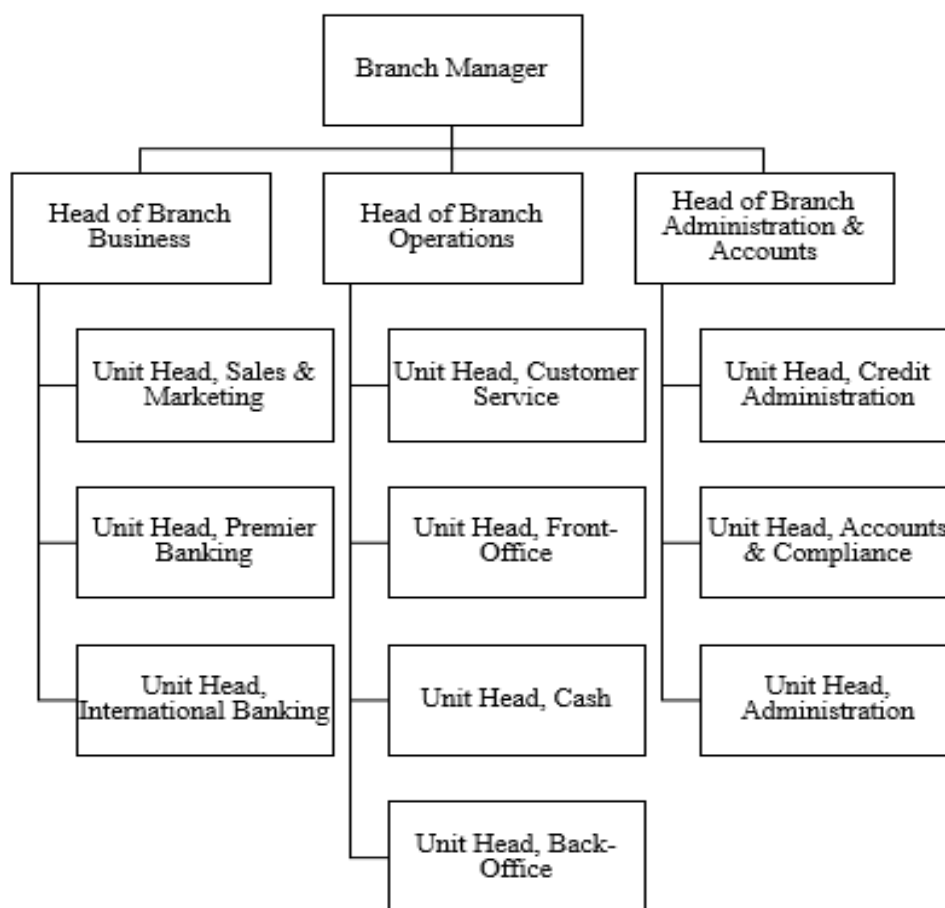 Branch Manager
Head of Branch
Business
Head of Branch
Operations
Head of Branch
Administration &
Accounts
Unit Head, Sales &
Marketing
Unit Head, Customer
Service
Unit Head, Credit
Administration
Unit Head, Premier
Banking
Unit Head, Front-
Office
Unit Head, Accounts
& Compliance
Unit Head,
International Banking
Unit Head, Cash
Unit Head,
Administration
Unit Head, Back-
Office